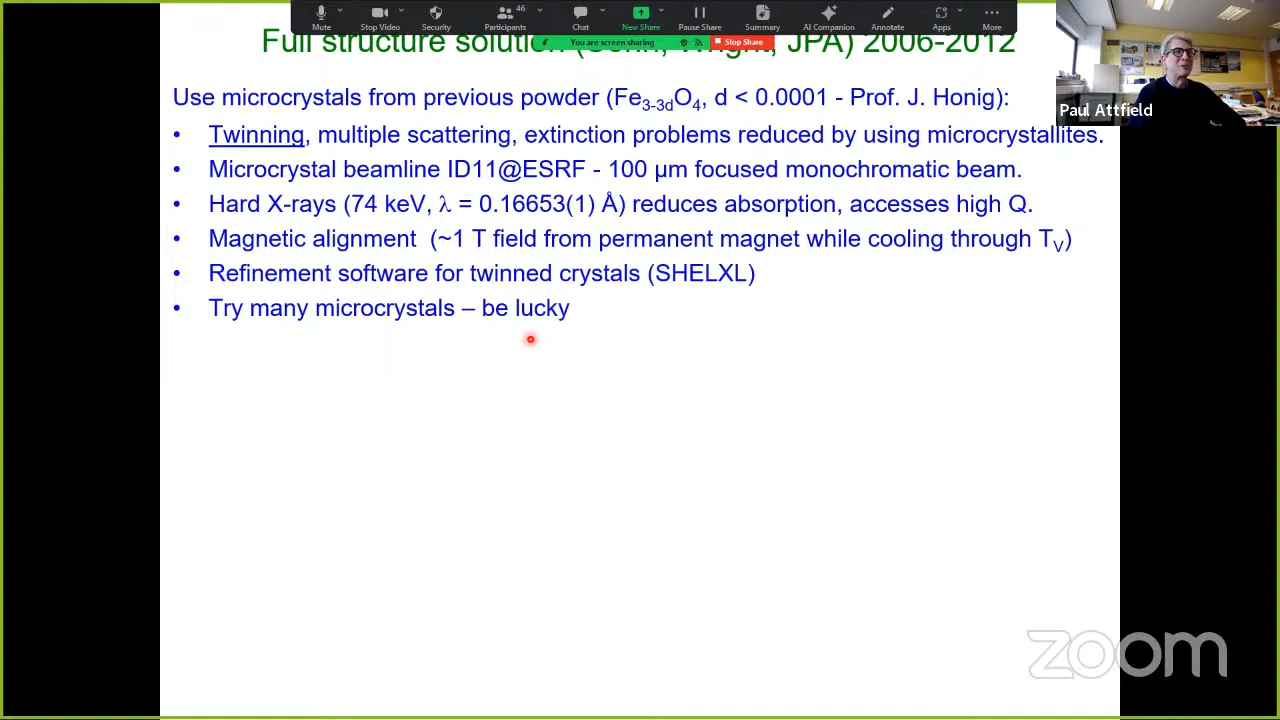 46
Mute
Stop Video
Security
Participants
Chat
New Share
Pause Share
Summary
AI Companion
Annotate
Apps
More
You are screen sharing
Stop Share
Full structure solution JPA) 2006-2012
Paul Attfield
Use microcrystals from previous powder (Fe3-3dO4, d < 0.0001 - Prof. J. Honig):
• Twinning, multiple scattering, extinction problems reduced by using microcrystallites.
• Microcrystal beamline ID11@ESRF - 100 μm focused monochromatic beam.
• Hard X-rays (74 keV, λ = 0.16653(1) Å) reduces absorption, accesses high Q.
• Magnetic alignment (~1 T field from permanent magnet while cooling through TV)
• Refinement software for twinned crystals (SHELXL)
• Try many microcrystals – be lucky
zoom